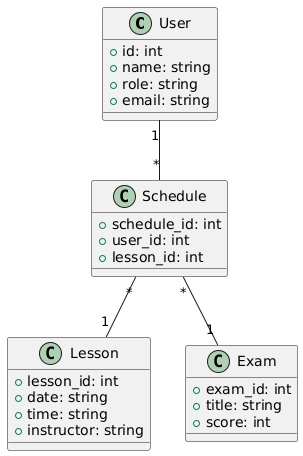 C User
id: int
name: string
role: string
email: string
1
*
C Schedule
schedule_id: int
user_id: int
lesson_id: int
* *
1 1
C Lesson
lesson_id: int
date: string
time: string
instructor: string
C Exam
exam_id: int
title: string
score: int